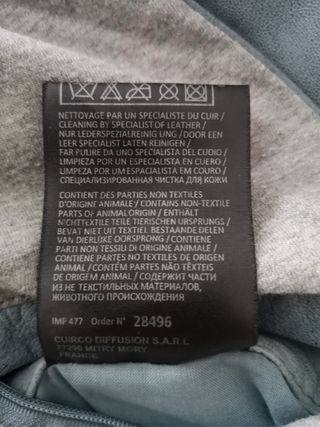 NETTOYAGE PAR UN SPECIALISTE DU CUIR /
CLEANING BY SPECIALIST OF LEATHER /
NUR LEDERSPEZIALREINIGUNG / DOOR EEN
LEER SPECIALIST LATEN REINIGEN /
FAR PULIRE DA UNO SPECIALISTA DEL CUOIO /
LIMPIEZA POR UN ESPECIALISTA EN CUERO /
LIMPEZA POR UM ESPECIALISTA EM COURO /
СПЕЦИАЛИЗИРОВАННАЯ ЧИСТКА ДЛЯ КОЖИ
CONTIENT DES PARTIES NON TEXTILES
D'ORIGINE ANIMALE / CONTAINS NON-TEXTILE
PARTS OF ANIMAL ORIGIN / ENTHÄLT
NICHTTEXTILE TEILE TIERISCHEN URSPRUNGS /
BEVAT NIET UIT TEXTIEL BESTAANDE DELEN
VAN DIERLIJKE OORSPRONG / CONTIENE
PARTI NON TESSIU DI ORIGINE ANIMALE /
CONTIENE PARTES NO TEXTILES DE ORIGEN
ANIMAL / CONTÉM PARTES NÃO TÊXTEIS
DE ORIGEM ANIMAL / СОДЕРЖИТ ЧАСТИ
ИЗ НЕ ТЕКСТИЛЬНЫХ МАТЕРИАЛОВ,
ЖИВОТНОГО ПРОИСХОЖДЕНИЯ
IMP 477 Order N° 28496
CUIRCO DIFFUSION S.A.R.L
77290 MITRY MORY
FRANCE